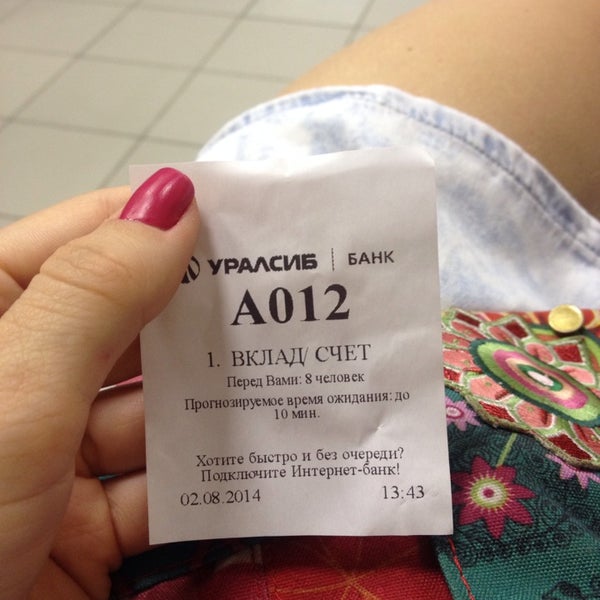 УРАЛСИБ | БАНК
А012
1. ВКЛАД/ СЧЕТ
Перед Вами: 8 человек
Прогнозируемое время ожидания: до
10 мин.
Хотите быстро и без очереди?
Подключите Интернет-банк!
02.08.2014 13:43